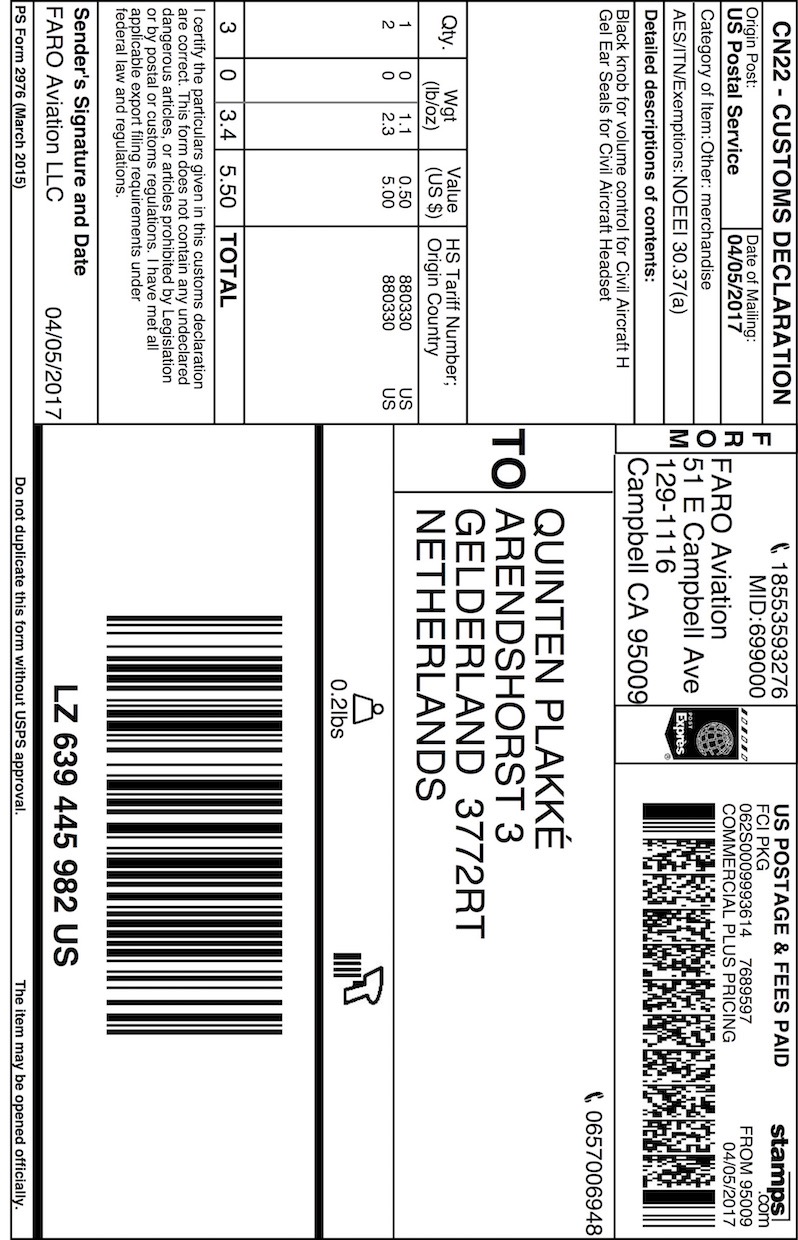 CN22 - CUSTOMS DECLARATION
Origin Post: Date of Mailing:
US Postal Service 04/05/2017
Category of Item:Other: merchandise
AES/ITN/Exemptions:NOEEI 30.37(a)
Detailed descriptions of contents:
Black knob for volume control for Civil Aircraft H
Gel Ear Seals for Civil Aircraft Headset
Qty. Wgt (lb/oz) Value (US $) HS Tariff Number; Origin Country
1 0 1.1 0.50 880330 US
2 0 2.3 5.00 880330 US
3 0 3.4 5.50 TOTAL
I certify the particulars given in this customs declaration
are correct. This form does not contain any undeclared
dangerous articles, or articles prohibited by Legislation
or by postal or customs regulations. I have met all
applicable export filing requirements under
federal law and regulations.
Sender's Signature and Date
FARO Aviation LLC 04/05/2017
FROM
18553593276
MID:699000
FARO Aviation
51 E Campbell Ave
129-1116
Campbell CA 95009
POST
Exprès
®
US POSTAGE & FEES PAID
FCI PKG
062S0009993614 7689597
COMMERCIAL PLUS PRICING
stamps
.com
FROM 95009
04/05/2017
0657006948
TO
QUINTEN PLAKKÉ
ARENDSHORST 3
GELDERLAND 3772RT
NETHERLANDS
0.2lbs
LZ 639 445 982 US
PS Form 2976 (March 2015) Do not duplicate this form without USPS approval. The item may be opened officially.